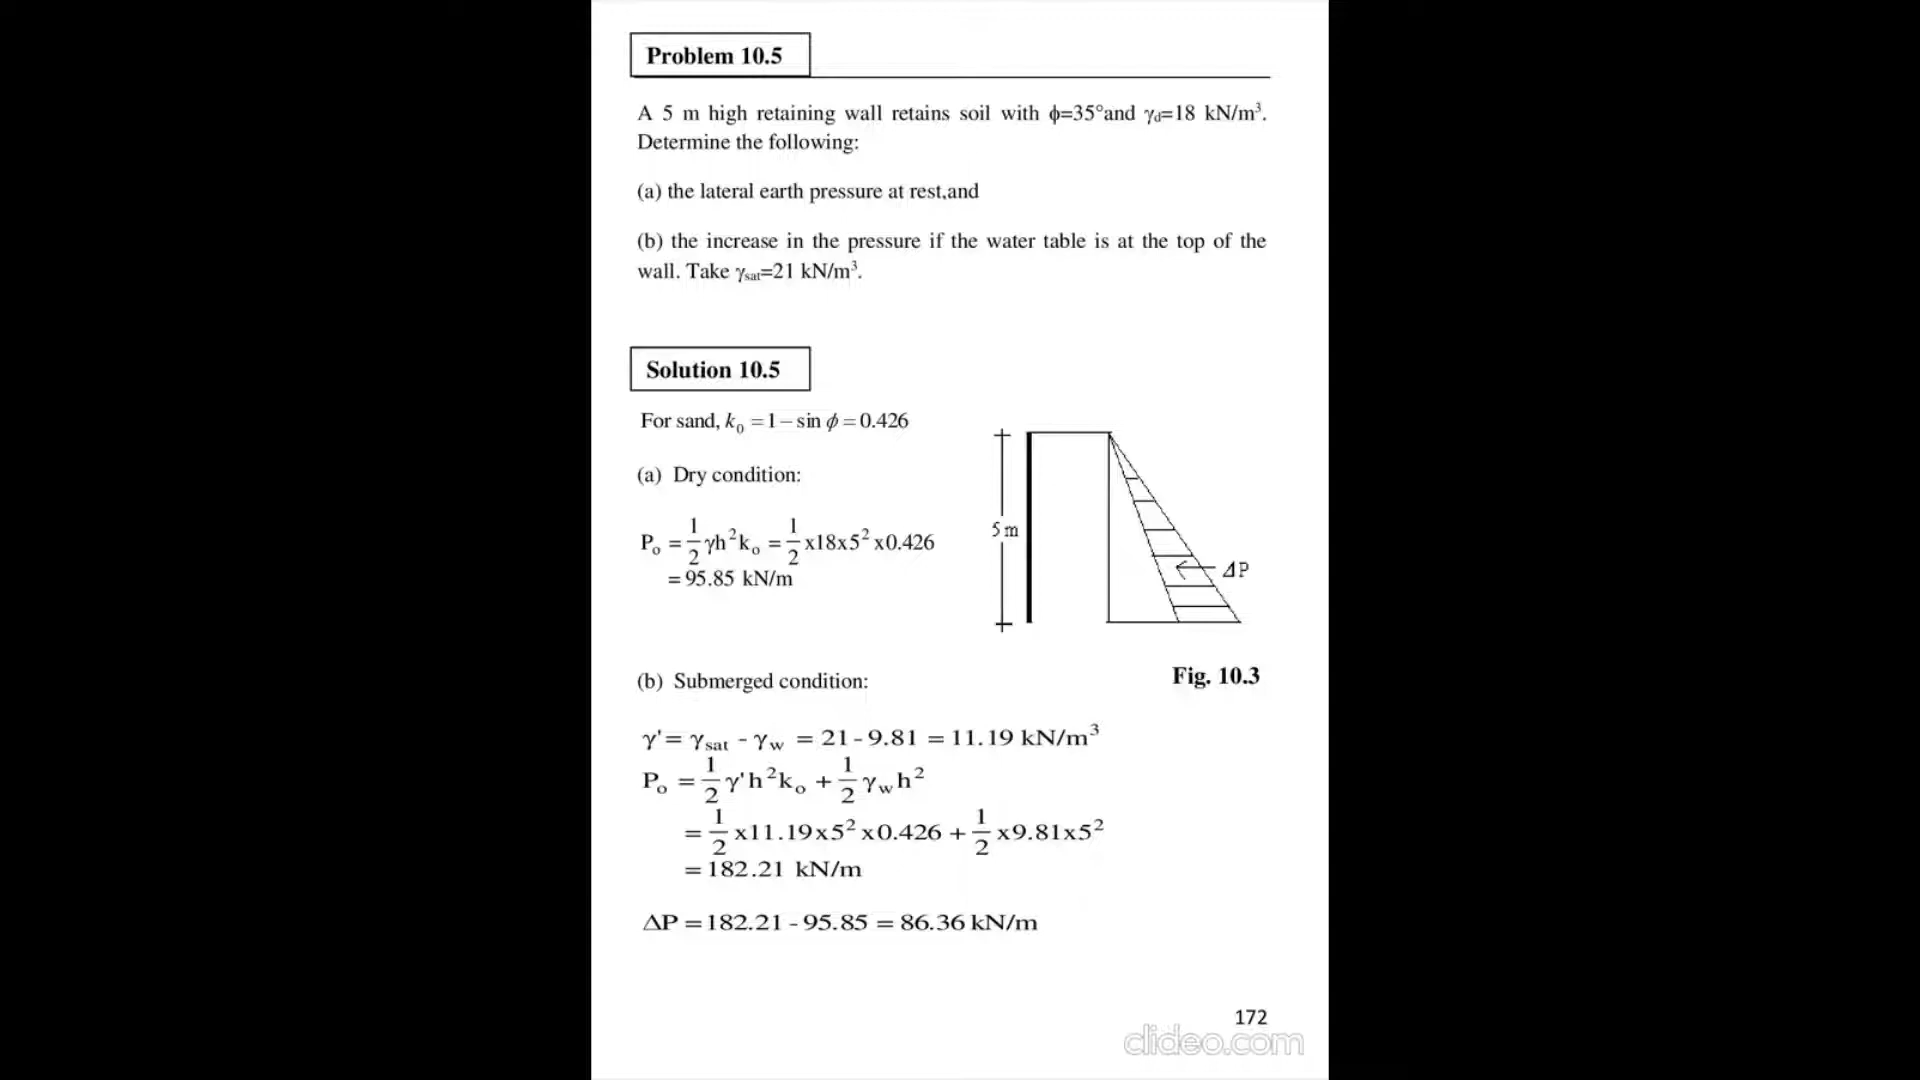 Problem 10.5
A 5 m high retaining wall retains soil with ϕ=35°and γd=18 kN/m³.
Determine the following:
(a) the lateral earth pressure at rest,and
(b) the increase in the pressure if the water table is at the top of the
wall. Take γsat=21 kN/m³.
Solution 10.5
For sand, k₀ = 1 – sin ϕ = 0.426
(a) Dry condition:
Pₒ = 1/2 γh²kₒ = 1/2 x18x5² x0.426
= 95.85 kN/m
5 m
ΔP
Fig. 10.3
(b) Submerged condition:
γ'= γsat - γw = 21 - 9.81 = 11.19 kN/m³
Pₒ = 1/2 γ'h²kₒ + 1/2 γwh²
= 1/2 x11.19x5² x0.426 + 1/2 x9.81x5²
= 182.21 kN/m
ΔP = 182.21 - 95.85 = 86.36 kN/m
172
clideo.com